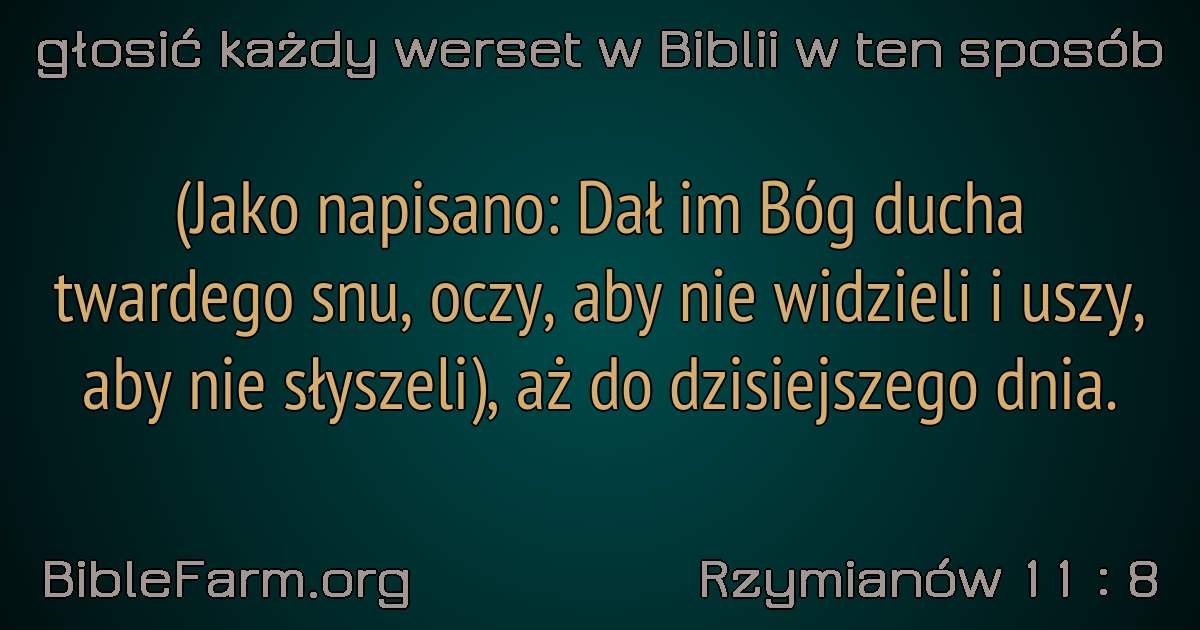 głosić każdy werset w Biblii w ten sposób
(Jako napisano: Dał im Bóg ducha
twardego snu, oczy, aby nie widzieli i uszy,
aby nie słyszeli), aż do dzisiejszego dnia.
BibleFarm.org
Rzymianów 11 : 8